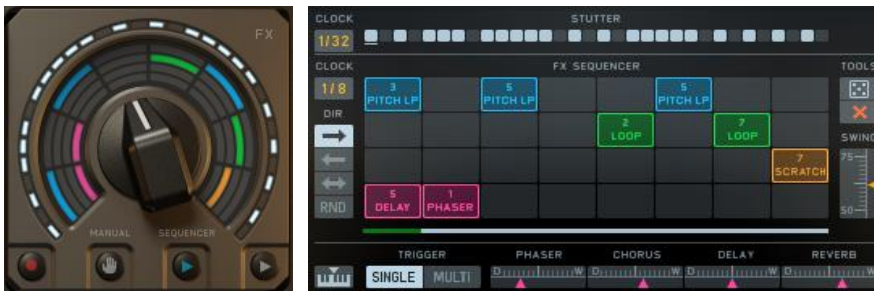 FX
MANUAL SEQUENCER
CLOCK STUTTER
1/32
CLOCK FX SEQUENCER TOOLS
1/8
3 PITCH LP 5 PITCH LP 5 PITCH LP
DIR.
2 LOOP 7 LOOP
SWING
75
7 SCRATCH
RND
5 DELAY 1 PHASER
50
TRIGGER PHASER CHORUS DELAY REVERB
SINGLE MULTI D W D W D W D W